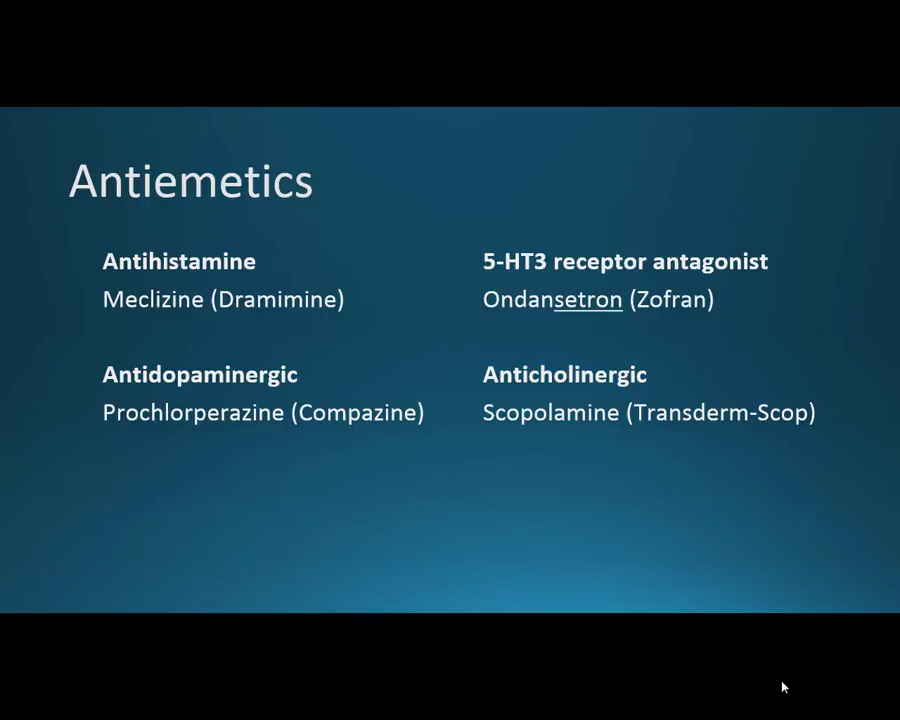 Antiemetics
Antihistamine
Meclizine (Dramimine)
5-HT3 receptor antagonist
Ondansetron (Zofran)
Antidopaminergic
Prochlorperazine (Compazine)
Anticholinergic
Scopolamine (Transderm-Scop)